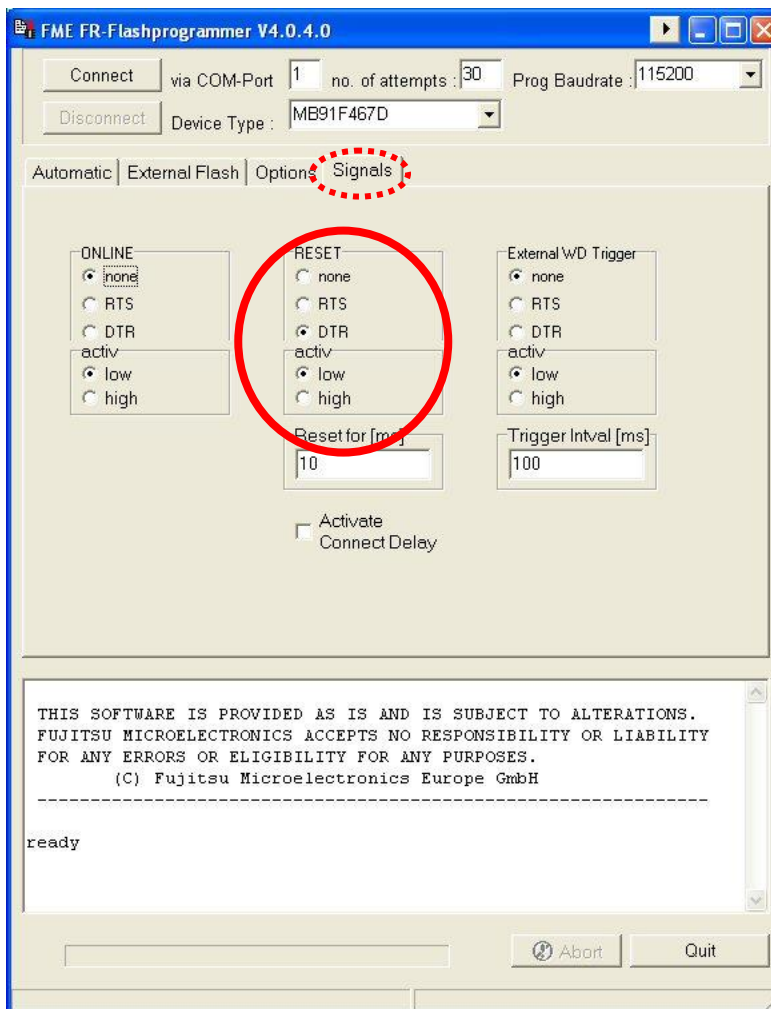 FME FR-Flashprogrammer V4.0.4.0
Connect via COM-Port 1 no. of attempts : 30 Prog Baudrate : 115200
Disconnect Device Type : MB91F467D
Automatic External Flash Options Signals
ONLINE RESET External WD Trigger
none none none
RTS RTS RTS
DTR DTR DTR
activ activ activ
low low low
high high high
Reset for [ms] Trigger Intval [ms]
10 100
Activate
Connect Delay
THIS SOFTWARE IS PROVIDED AS IS AND IS SUBJECT TO ALTERATIONS.
FUJITSU MICROELECTRONICS ACCEPTS NO RESPONSIBILITY OR LIABILITY
FOR ANY ERRORS OR ELIGIBILITY FOR ANY PURPOSES.
(C) Fujitsu Microelectronics Europe GmbH
---------------------------------------------------------------
ready
Abort Quit